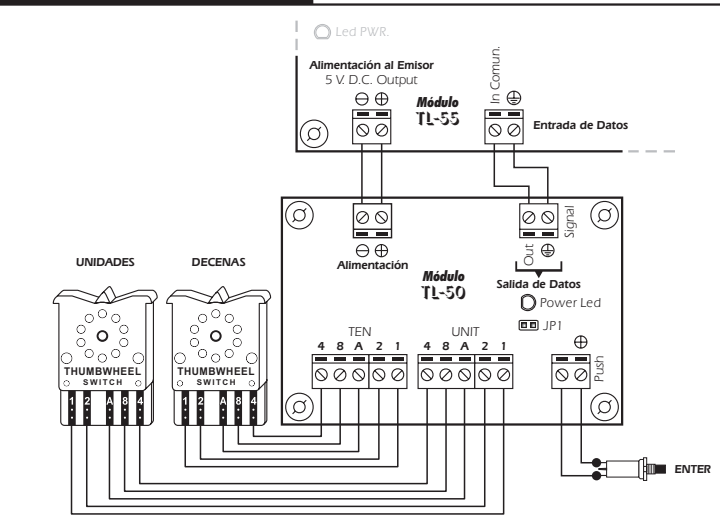 Led PWR.
Alimentación al Emisor
5 V. D.C. Output
Módulo
TL-55
In Comun.
Entrada de Datos
Alimentación
Módulo
TL-50
Out
Signal
Salida de Datos
Power Led
JP1
UNIDADES
DECENAS
THUMBWHEEL
SWITCH
1 2 A 8 4
THUMBWHEEL
SWITCH
1 2 A 8 4
TEN
4 8 A 2 1
UNIT
4 8 A 2 1
Push
ENTER